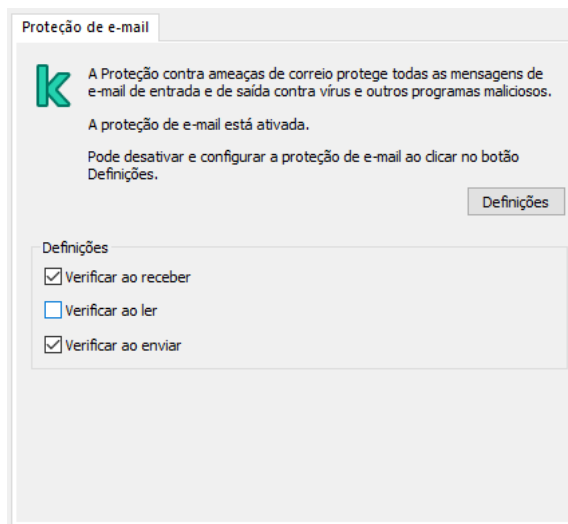 Proteção de e-mail
A Proteção contra ameaças de correio protege todas as mensagens de
e-mail de entrada e de saída contra vírus e outros programas maliciosos.
A proteção de e-mail está ativada.
Pode desativar e configurar a proteção de e-mail ao clicar no botão
Definições.
Definições
Definições
Verificar ao receber
Verificar ao ler
Verificar ao enviar